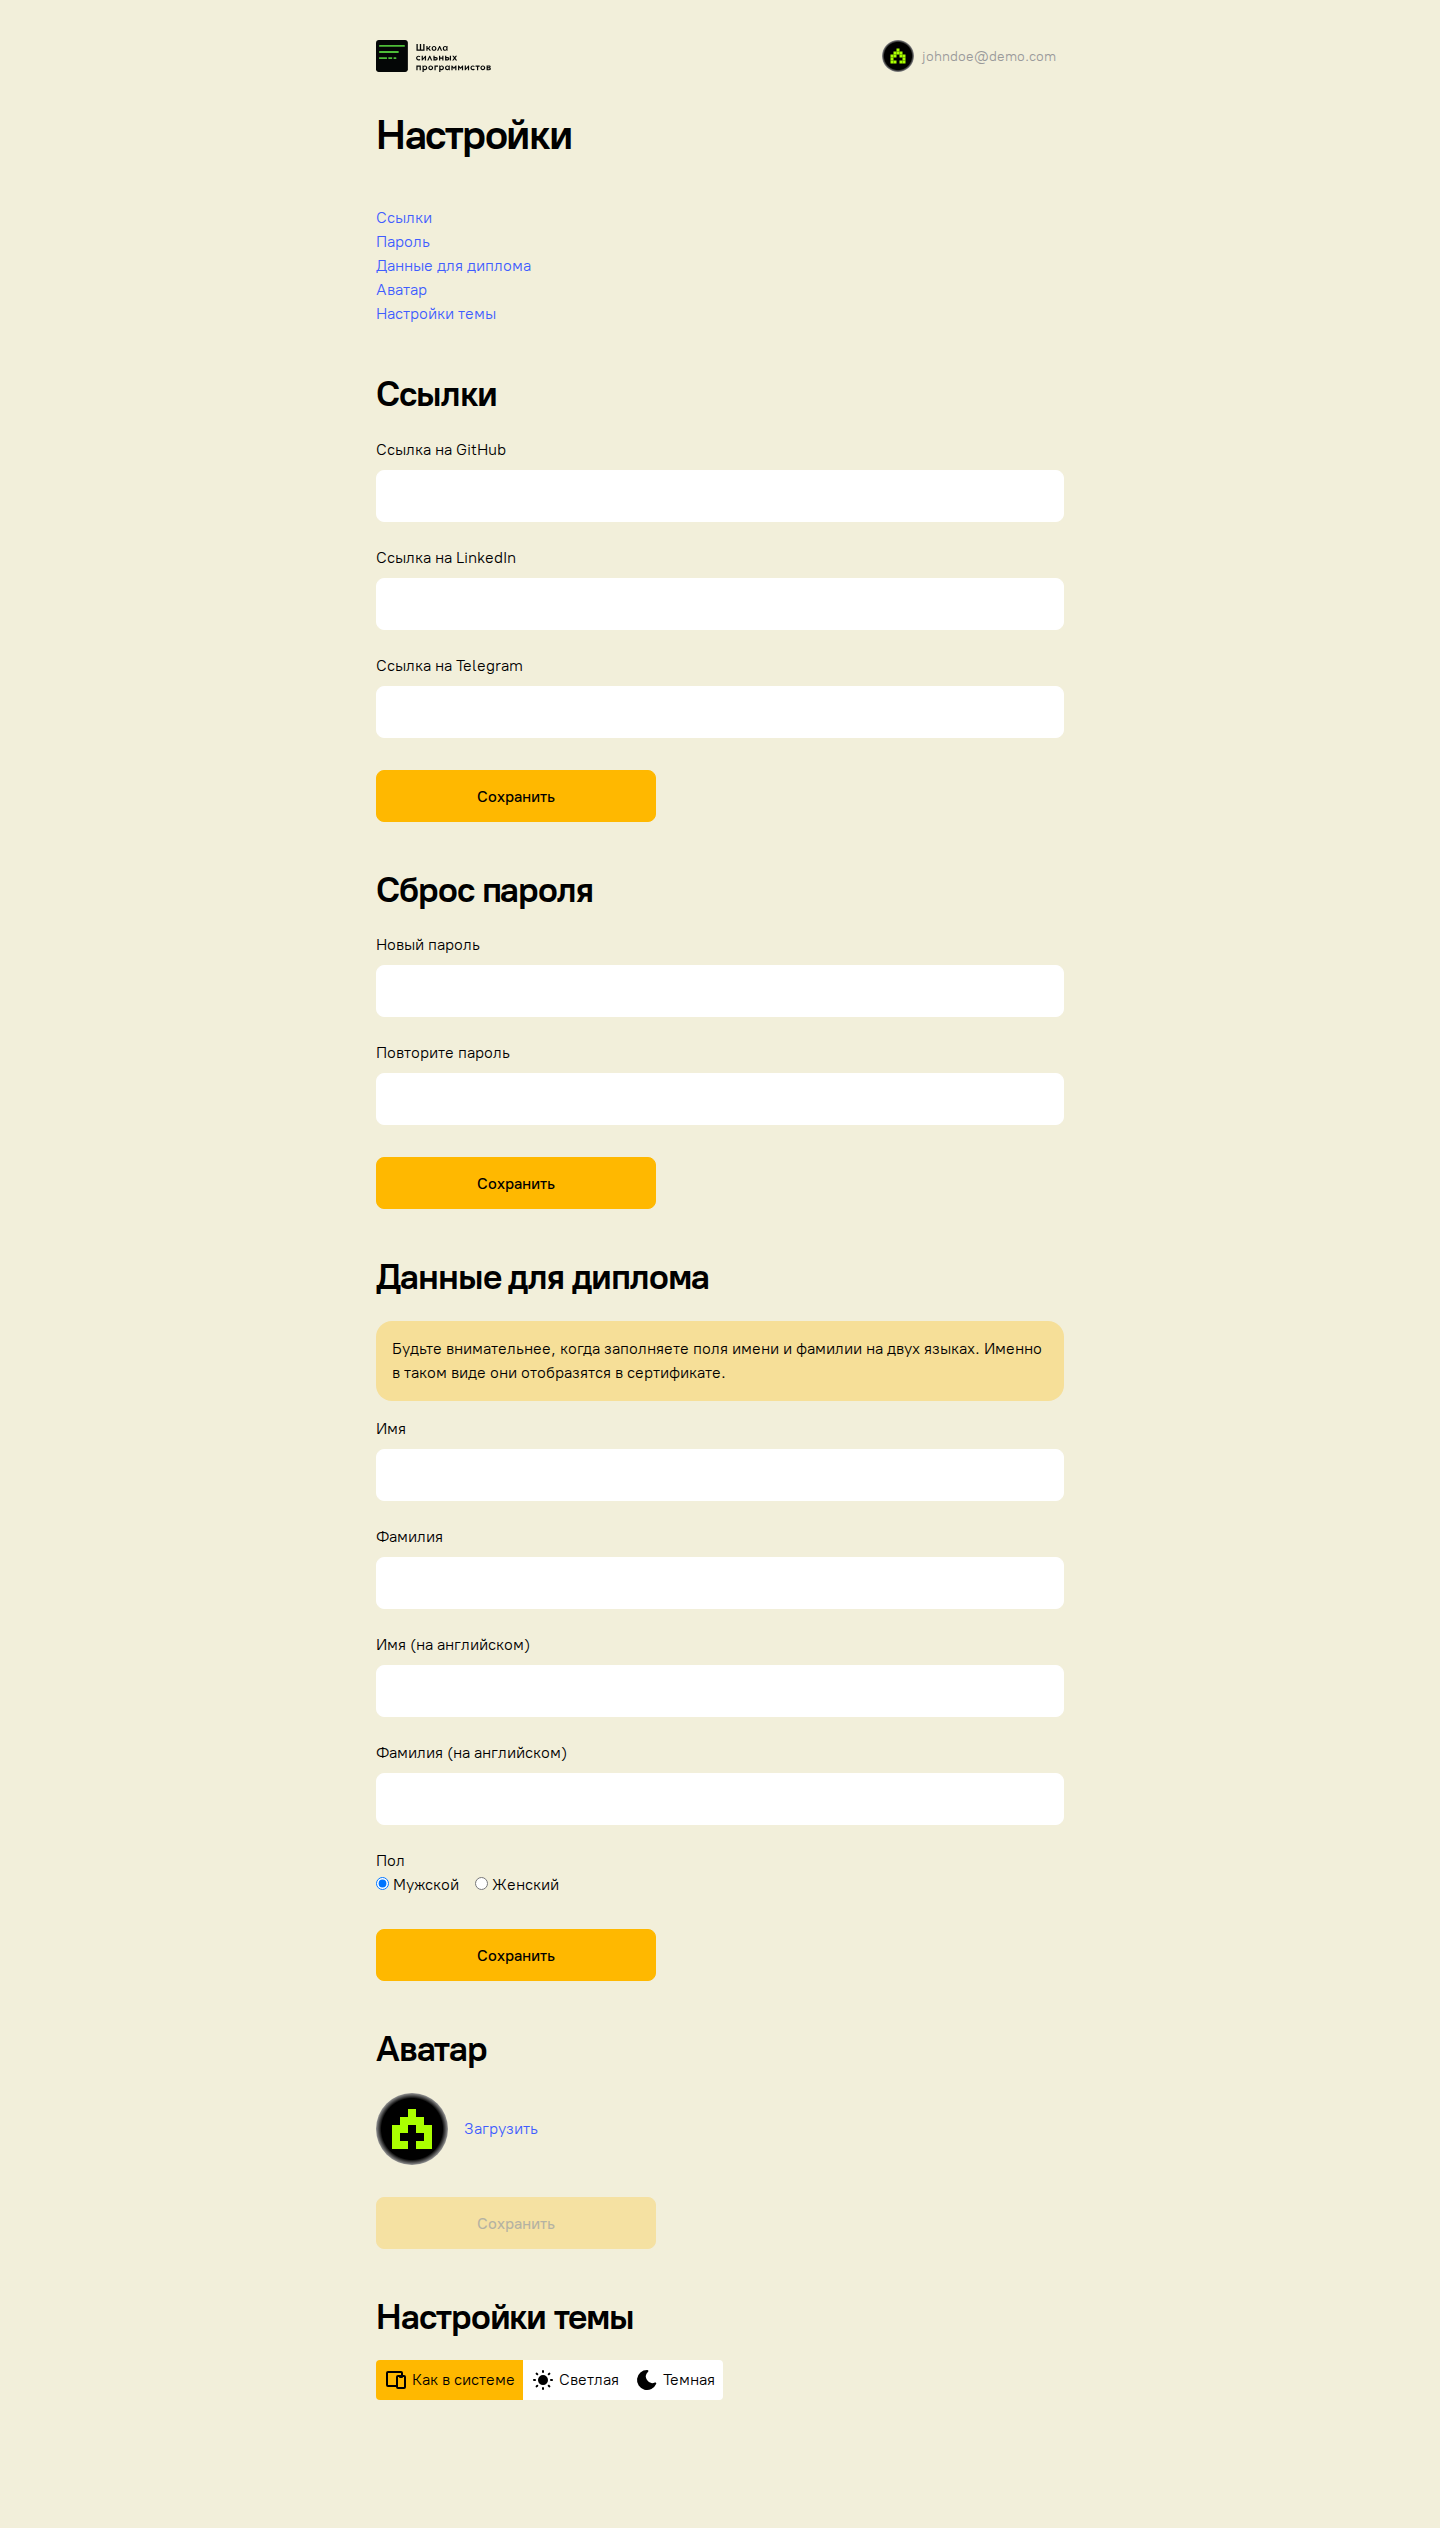 Школа
сильных
программистов
johndoe@demo.com
Настройки
Ссылки
Пароль
Данные для диплома
Аватар
Настройки темы
Ссылки
Ссылка на GitHub
Ссылка на LinkedIn
Ссылка на Telegram
Сохранить
Сброс пароля
Новый пароль
Повторите пароль
Сохранить
Данные для диплома
Будьте внимательнее, когда заполняете поля имени и фамилии на двух языках. Именно
в таком виде они отобразятся в сертификате.
Имя
Фамилия
Имя (на английском)
Фамилия (на английском)
Пол
Мужской Женский
Сохранить
Аватар
Загрузить
Сохранить
Настройки темы
Как в системе Светлая Темная